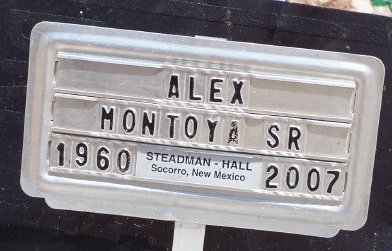 ALEX
MONTOYA SR
1960 STEADMAN - HALL 2007
Socorro, New Mexico